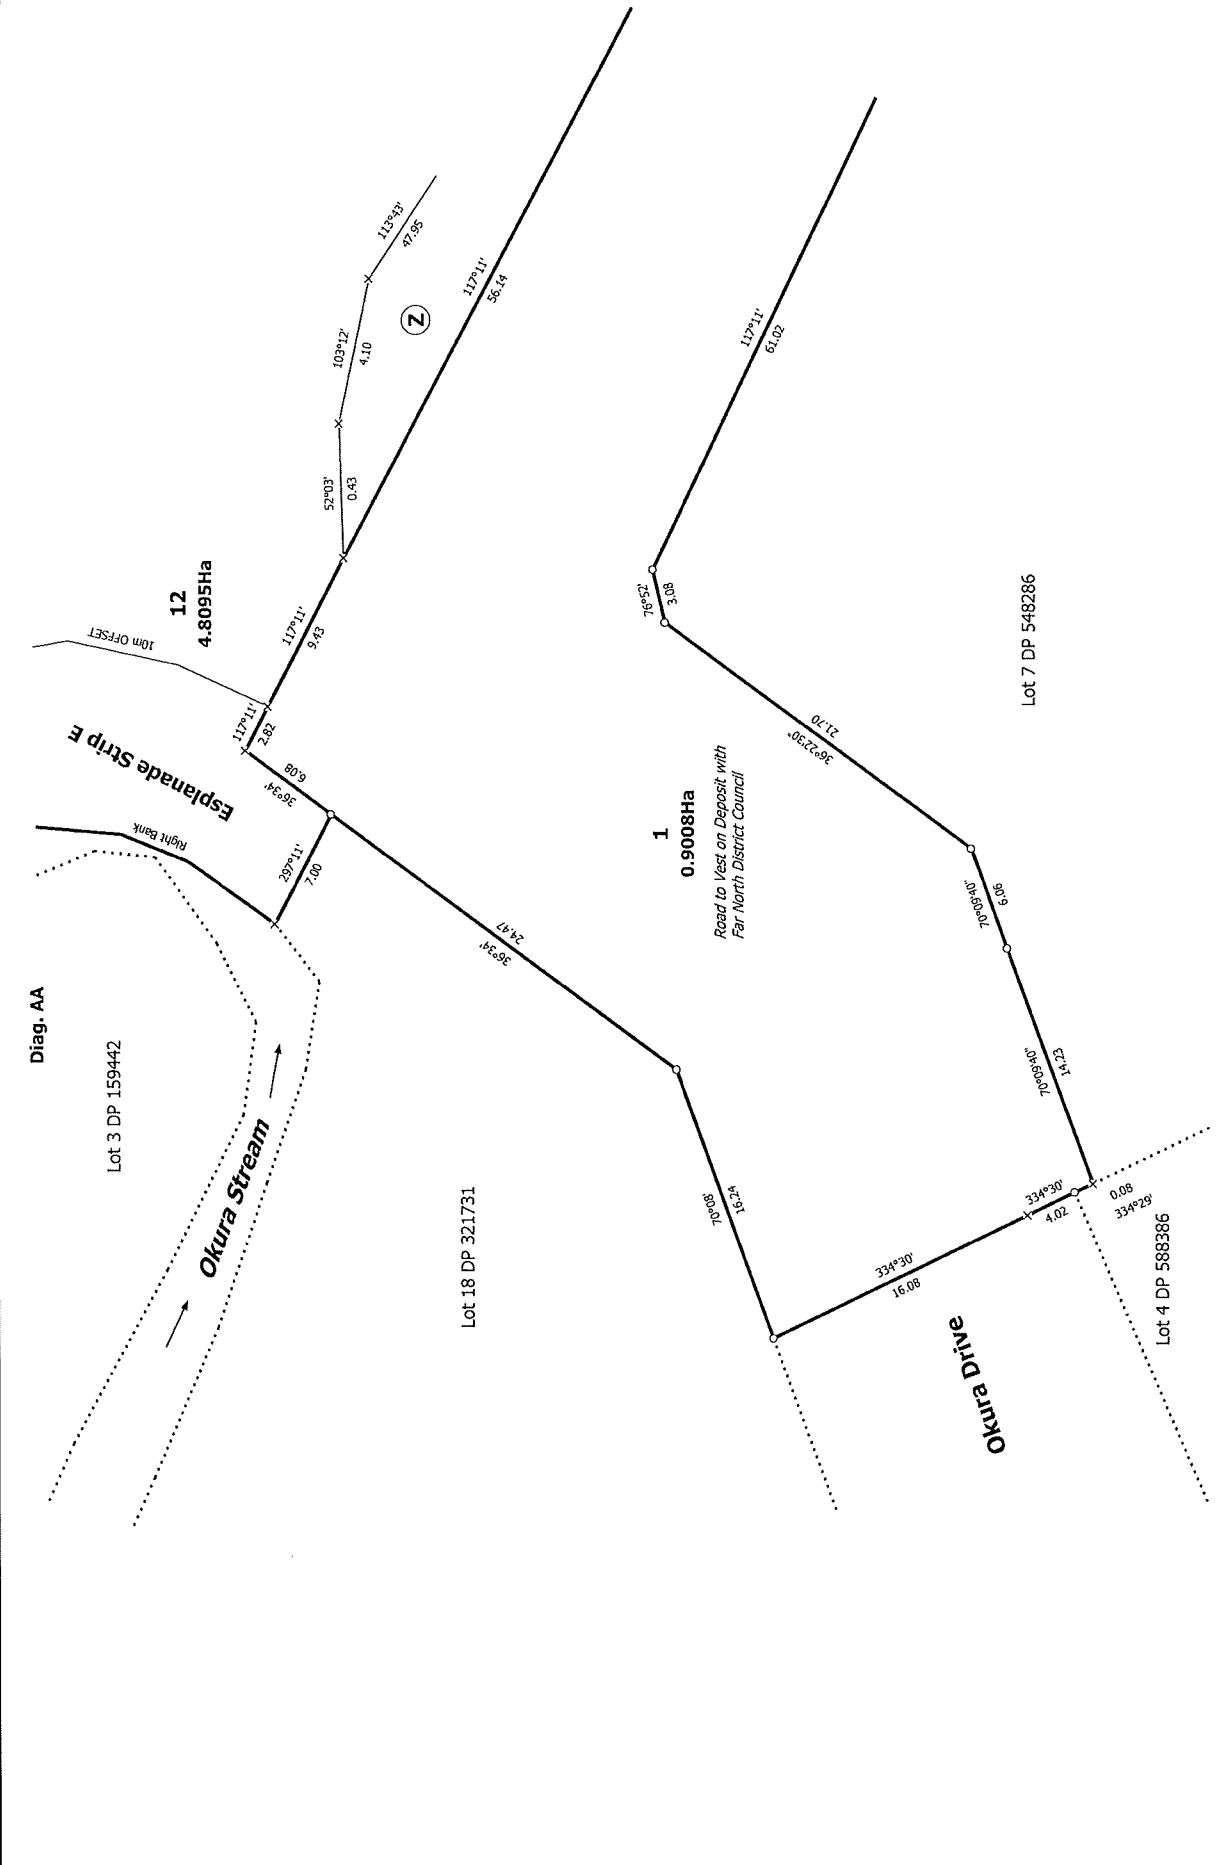 Diag. AA
Lot 3 DP 159442
Okura Stream
Right Bank
Esplanade Strip E
10m OFFSET
12
4.8095Ha
297°11'
7.00
36°34'
6.08
117°11'
2.82
117°11'
9.43
52°03'
0.43
103°12'
4.10
113°43'
47.95
Z
117°11'
56.14
117°11'
61.02
76°52'
3.08
36°22'30"
21.70
36°34'
24.47
Lot 18 DP 321731
70°08'
16.24
1
0.9008Ha
Road to Vest on Deposit with
Far North District Council
Lot 7 DP 548286
70°09'40"
6.06
70°09'40"
14.23
334°30'
16.08
334°30'
4.02
0.08
334°29'
Okura Drive
Lot 4 DP 588386